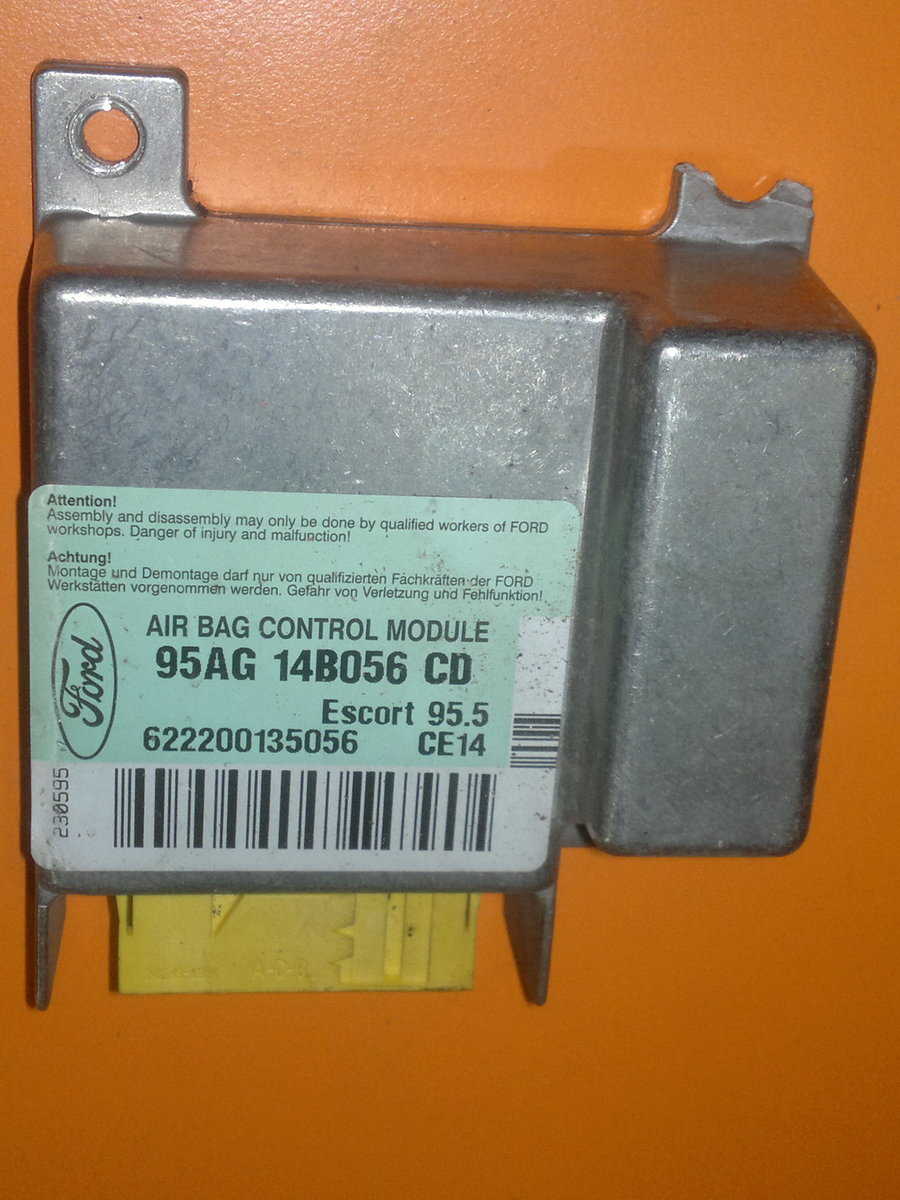 Attention!
Assembly and disassembly may only be done by qualified workers of FORD
workshops. Danger of injury and malfunction!
Achtung!
Montage und Demontage darf nur von qualifizierten Fachkräften der FORD
Werkstätten vorgenommen werden. Gefahr von Verletzung und Fehlfunktion!
Ford
AIR BAG CONTROL MODULE
95AG 14B056 CD
Escort 95.5
622200135056 CE14
230595